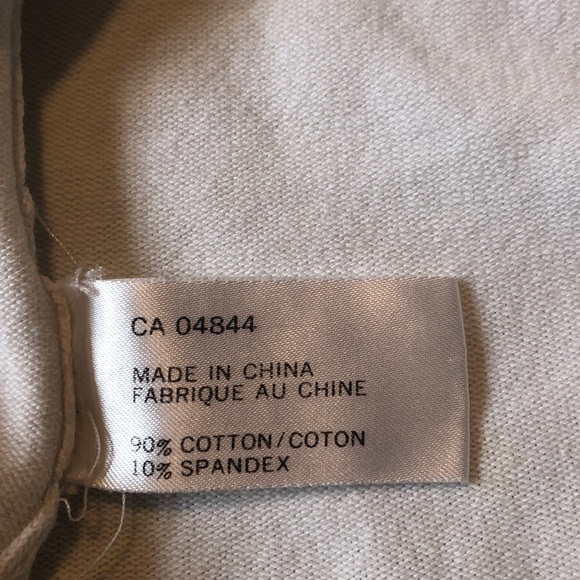 CA 04844
MADE IN CHINA
FABRIQUE AU CHINE
90% COTTON/COTON
10% SPANDEX